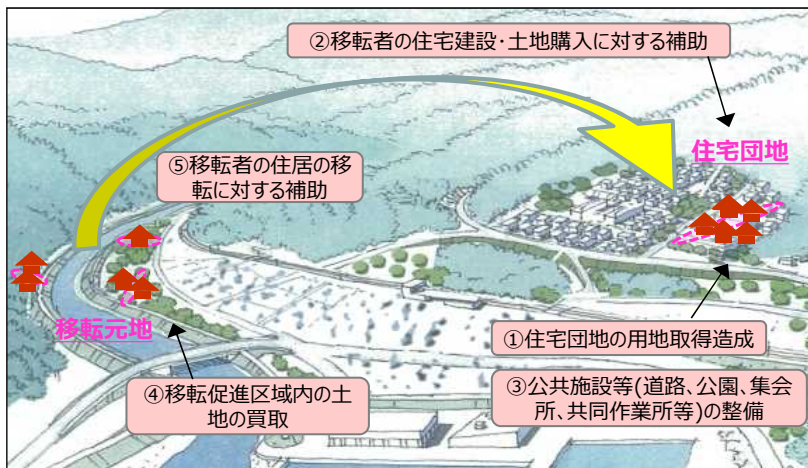 ②移転者の住宅建設・土地購入に対する補助
住宅団地
⑤移転者の住居の移
転に対する補助
移転元地
①住宅団地の用地取得造成
④移転促進区域内の土
地の買取
③公共施設等(道路、公園、集会
所、共同作業所等)の整備